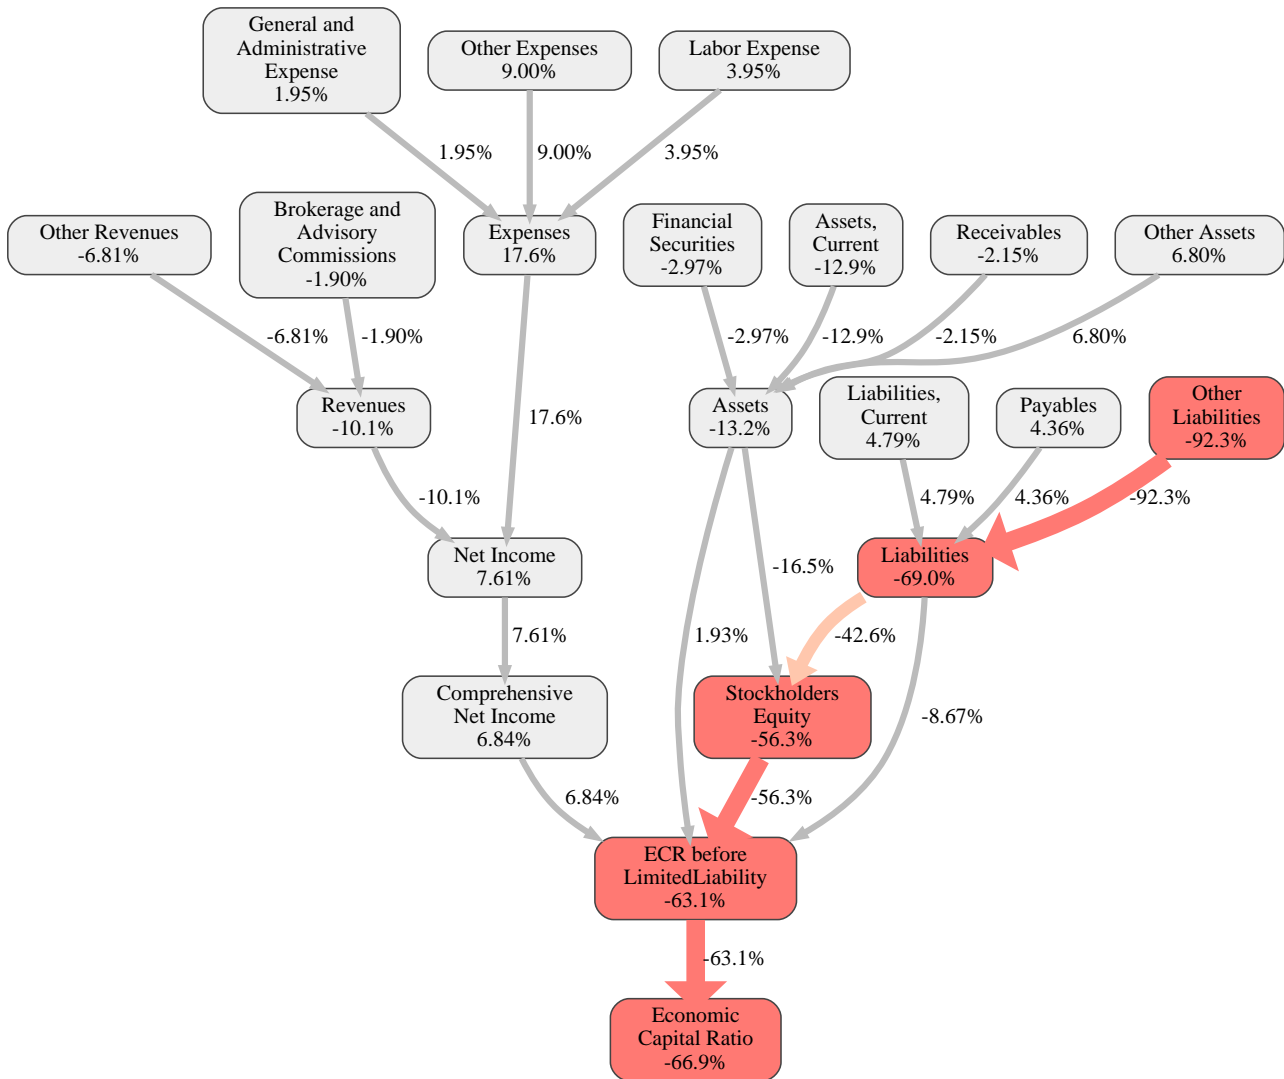 General and
Administrative
Expense
1.95%
Other Expenses
9.00%
Labor Expense
3.95%
1.95%
9.00%
3.95%
Other Revenues
-6.81%
Brokerage and
Advisory
Commissions
-1.90%
Expenses
17.6%
Financial
Securities
-2.97%
Assets,
Current
-12.9%
Receivables
-2.15%
Other Assets
6.80%
-6.81%
-1.90%
-2.97%
-12.9%
-2.15%
6.80%
Revenues
-10.1%
17.6%
Assets
-13.2%
Liabilities,
Current
4.79%
Payables
4.36%
Other
Liabilities
-92.3%
-10.1%
4.79%
4.36%
-92.3%
Net Income
7.61%
-16.5%
Liabilities
-69.0%
7.61%
1.93%
-42.6%
Comprehensive
Net Income
6.84%
Stockholders
Equity
-56.3%
-8.67%
6.84%
-56.3%
ECR before
LimitedLiability
-63.1%
-63.1%
Economic
Capital Ratio
-66.9%